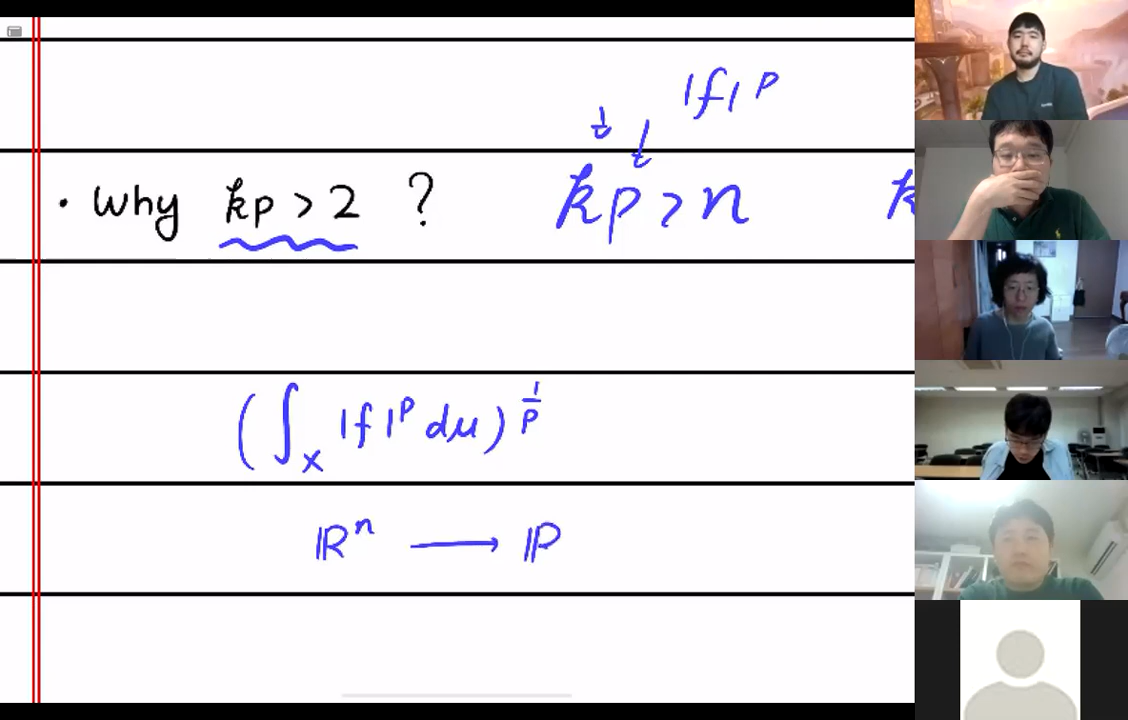 |f|^p
· Why kp > 2 ? kp > n k
(∫_X |f|^p dμ)^{1/p}
ℝ^n ⟶ ℝ